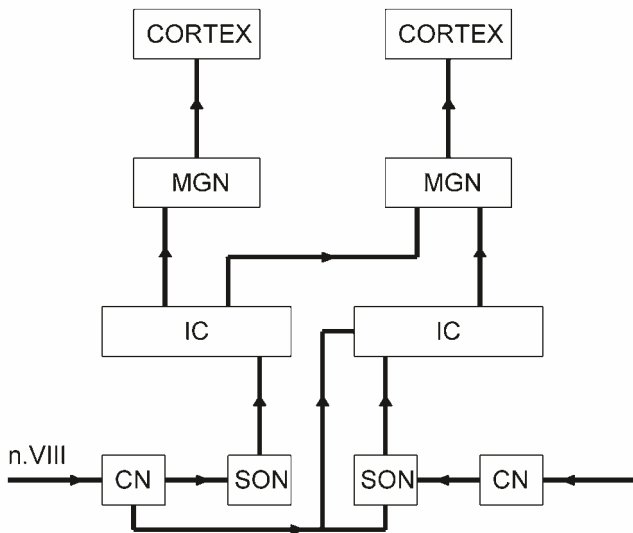 CORTEX CORTEX
MGN MGN
IC IC
n.VIII
CN SON SON CN